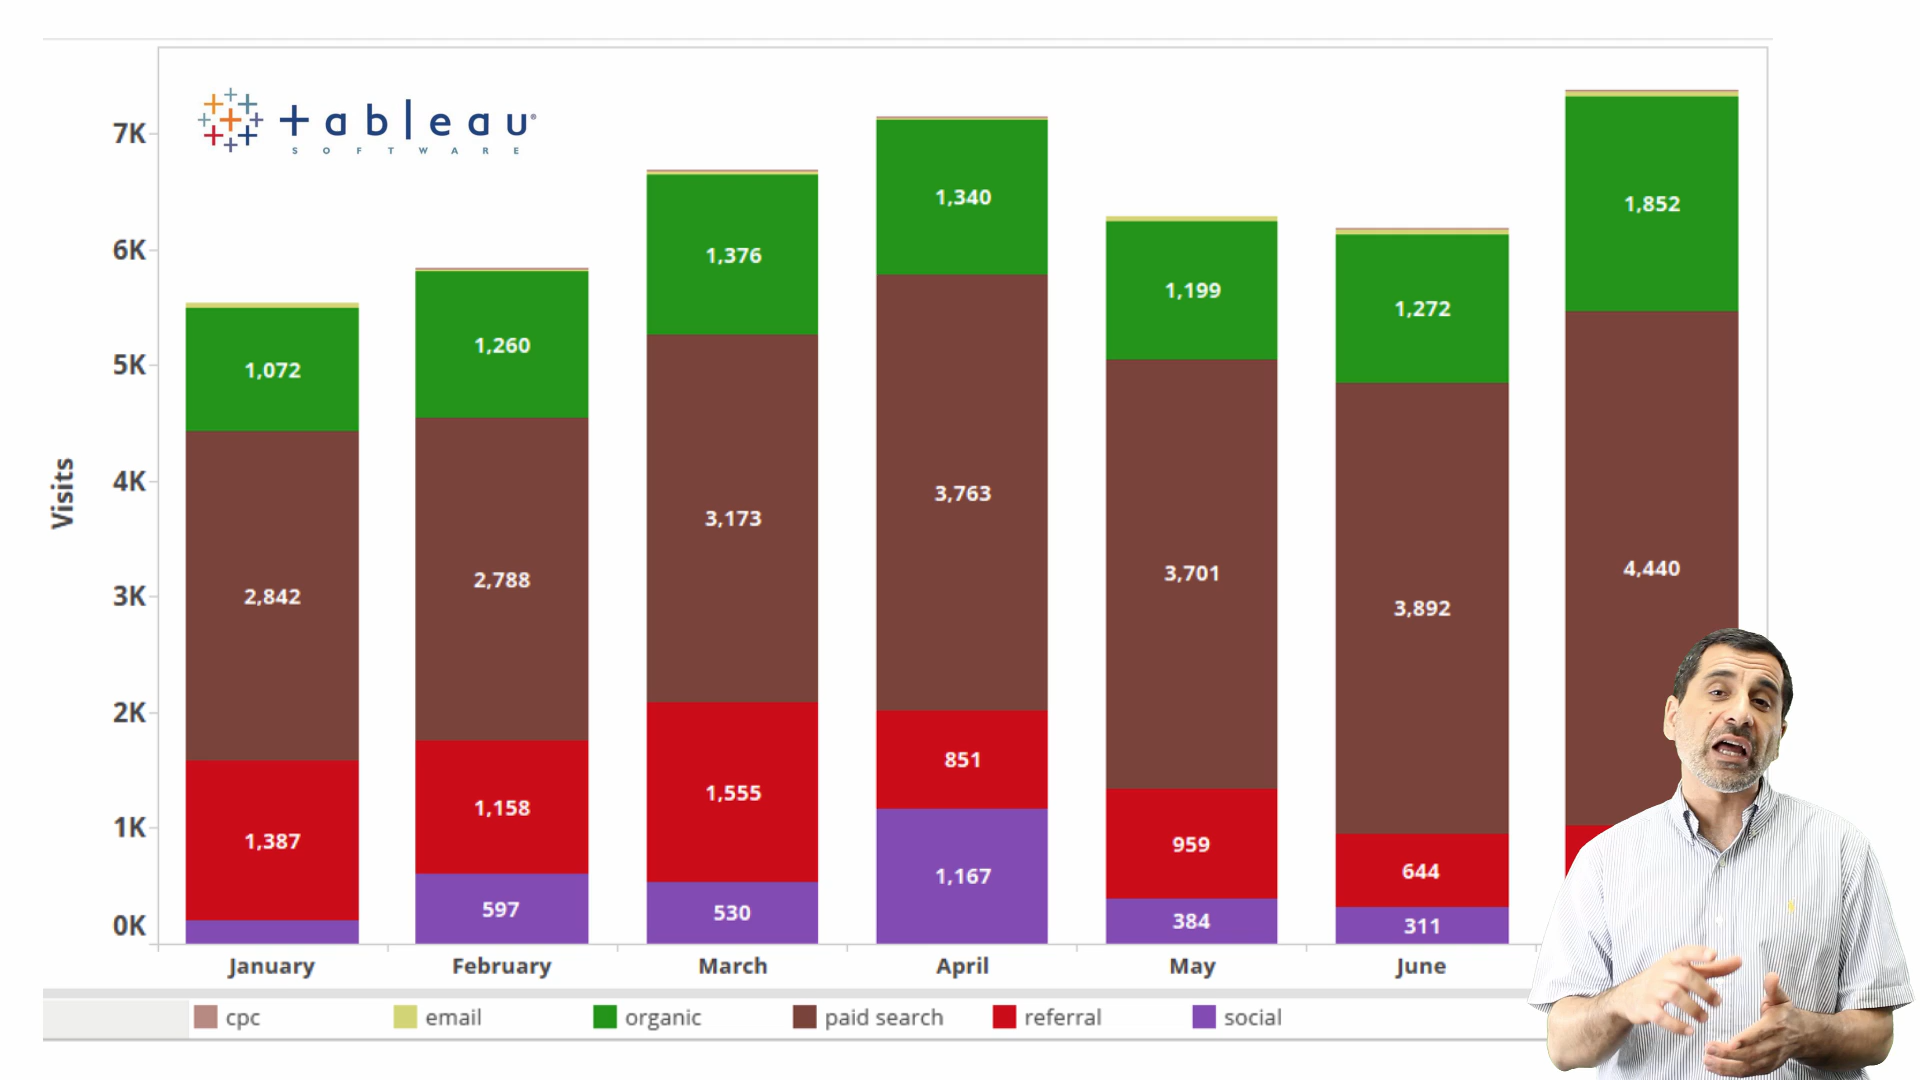 tableau
SOFTWARE
7K
6K
5K
4K
3K
2K
1K
0K
Visits
1,072
2,842
1,387
1,260
2,788
1,158
597
1,376
3,173
1,555
530
1,340
3,763
851
1,167
1,199
3,701
959
384
1,272
3,892
644
311
1,852
4,440
January February March April May June
cpc email organic paid search referral social